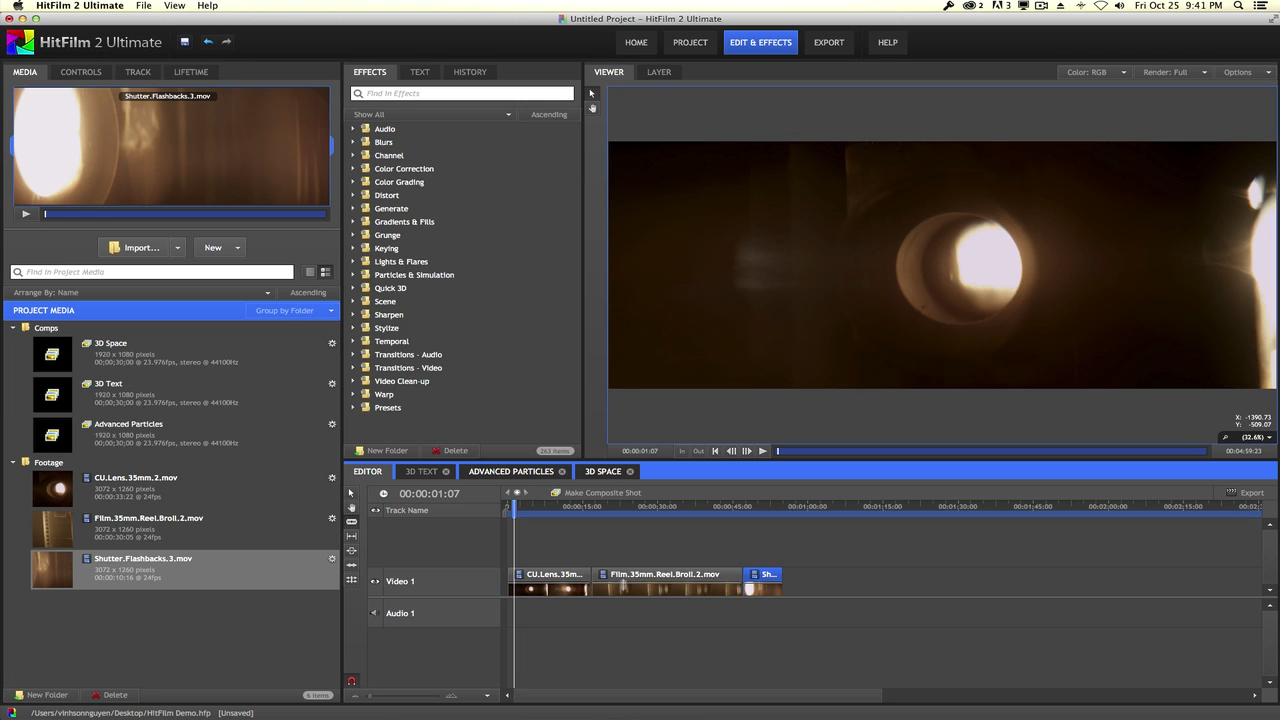 HitFilm 2 Ultimate File View Help
2 3 Fri Oct 25 9:41 PM
Untitled Project - HitFilm 2 Ultimate
HitFilm 2 Ultimate
HOME PROJECT EDIT & EFFECTS EXPORT HELP
MEDIA CONTROLS TRACK LIFETIME
Shutter.Flashbacks.3.mov
Import... New
Find in Project Media
Arrange By: Name Ascending
PROJECT MEDIA Group by Folder
Comps
3D Space
1920 x 1080 pixels
00;00;30;00 @ 23.976fps, stereo @ 44100Hz
3D Text
1920 x 1080 pixels
00;00;30;00 @ 23.976fps, stereo @ 44100Hz
Advanced Particles
1920 x 1080 pixels
00;00;30;00 @ 23.976fps, stereo @ 44100Hz
Footage
CU.Lens.35mm.2.mov
3072 x 1260 pixels
00:00:33:22 @ 24fps
Film.35mm.Reel.Broll.2.mov
3072 x 1260 pixels
00:00:30:05 @ 24fps
Shutter.Flashbacks.3.mov
3072 x 1260 pixels
00:00:10:16 @ 24fps
New Folder Delete 6 items
EFFECTS TEXT HISTORY
Find in Effects
Show All Ascending
Audio
Blurs
Channel
Color Correction
Color Grading
Distort
Generate
Gradients & Fills
Grunge
Keying
Lights & Flares
Particles & Simulation
Quick 3D
Scene
Sharpen
Stylize
Temporal
Transitions - Audio
Transitions - Video
Video Clean-up
Warp
Presets
New Folder Delete 263 items
VIEWER LAYER Color: RGB Render: Full Options
X: -1390.73
Y: -509.07
(32.6%)
00:00:01:07 In Out 00:04:59:23
EDITOR 3D TEXT ADVANCED PARTICLES 3D SPACE
00:00:01:07 Make Composite Shot Export
Track Name 00:00:15:00 00:00:30:00 00:00:45:00 00:01:00:00 00:01:15:00 00:01:30:00 00:01:45:00 00:02:00:00 00:02:15:00 00:02:
Video 1 CU.Lens.35m... Film.35mm.Reel.Broll.2.mov Sh...
Audio 1
/Users/vinhsonnguyen/Desktop/HitFilm Demo.hfp [Unsaved]